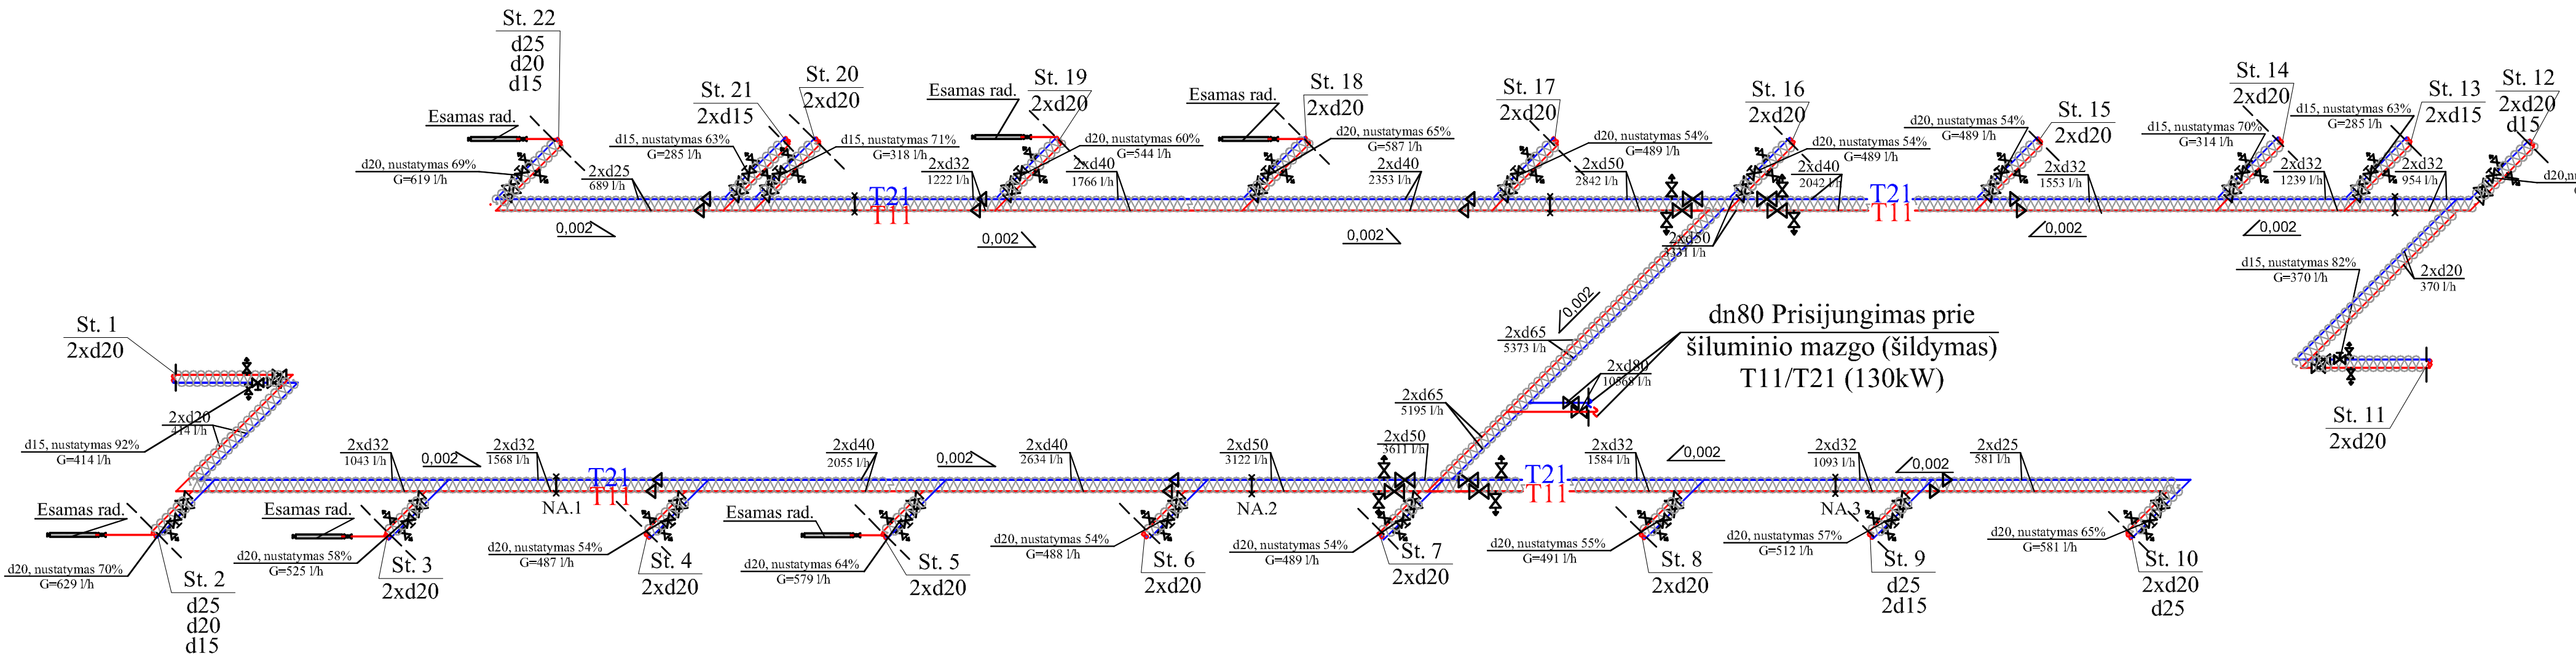 St. 22
d25
d20
d15
Esamas rad.
d20, nustatymas 69%
G=619 l/h
2xd25
689 l/h
0,002
St. 21
2xd15
d15, nustatymas 63%
G=285 l/h
St. 20
2xd20
d15, nustatymas 71%
G=318 l/h
T21
T11
2xd32
1222 l/h
Esamas rad.
St. 19
2xd20
d20, nustatymas 60%
G=544 l/h
2xd40
1766 l/h
0,002
Esamas rad.
St. 18
2xd20
d20, nustatymas 65%
G=587 l/h
2xd40
2353 l/h
0,002
St. 17
2xd20
d20, nustatymas 54%
G=489 l/h
2xd50
2842 l/h
St. 16
2xd20
d20, nustatymas 54%
G=489 l/h
2xd40
2042 l/h
2xd50
l/h
T21
T11
d20, nustatymas 54%
G=489 l/h
St. 15
2xd20
2xd32
1553 l/h
0,002
St. 14
2xd20
d15, nustatymas 70%
G=314 l/h
2xd32
1239 l/h
0,002
d15, nustatymas 63%
G=285 l/h
St. 13
2xd15
2xd32
954 l/h
St. 12
2xd20
d15
d15, nustatymas 82%
G=370 l/h
2xd20
370 l/h
St. 11
2xd20
0,002
2xd65
5373 l/h
dn80 Prisijungimas prie
šiluminio mazgo (šildymas)
T11/T21 (130kW)
2xd80
10568 l/h
2xd65
5195 l/h
St. 1
2xd20
2xd20
414 l/h
d15, nustatymas 92%
G=414 l/h
2xd32
1043 l/h
0,002
2xd32
1568 l/h
T21
T11
NA.1
2xd40
2055 l/h
0,002
2xd40
2634 l/h
2xd50
3122 l/h
NA.2
2xd50
3611 l/h
T21
T11
2xd32
1584 l/h
0,002
2xd32
1093 l/h
NA.3
0,002
2xd25
581 l/h
Esamas rad.
d20, nustatymas 70%
G=629 l/h
St. 2
d25
d20
d15
Esamas rad.
d20, nustatymas 58%
G=525 l/h
St. 3
2xd20
d20, nustatymas 54%
G=487 l/h
St. 4
2xd20
Esamas rad.
d20, nustatymas 64%
G=579 l/h
St. 5
2xd20
d20, nustatymas 54%
G=488 l/h
St. 6
2xd20
d20, nustatymas 54%
G=489 l/h
St. 7
2xd20
d20, nustatymas 55%
G=491 l/h
St. 8
2xd20
d20, nustatymas 57%
G=512 l/h
St. 9
d25
2d15
d20, nustatymas 65%
G=581 l/h
St. 10
2xd20
d25